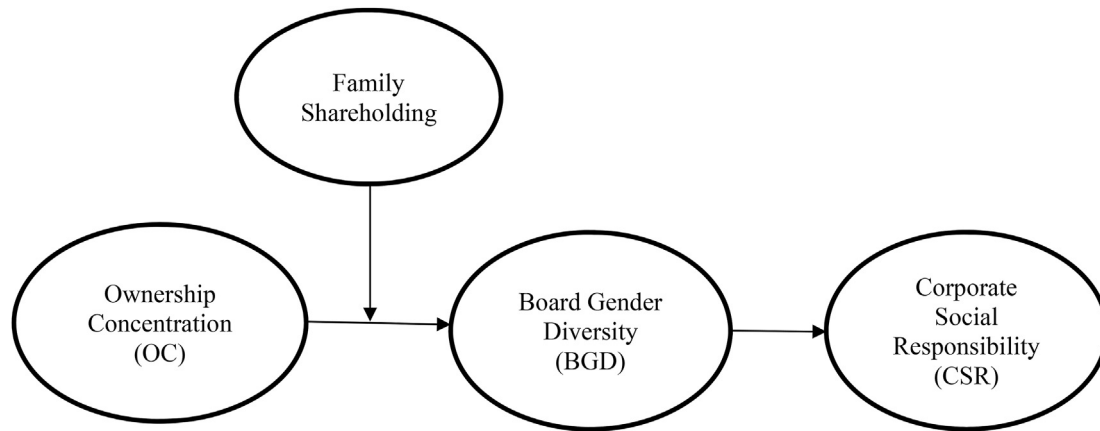 Family
Shareholding
Ownership
Concentration
(OC)
Board Gender
Diversity
(BGD)
Corporate
Social
Responsibility
(CSR)